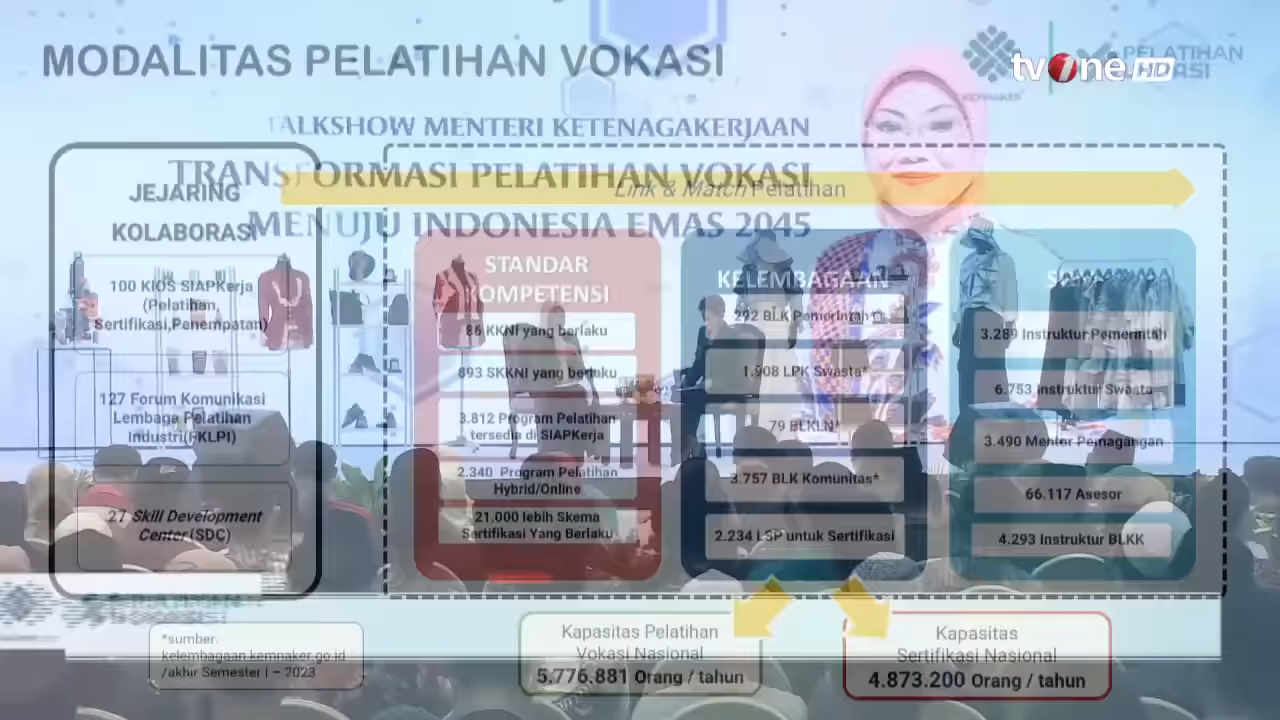 MODALITAS PELATIHAN VOKASI
KEMNAKER
PELATIHAN
tvOne HD
TALKSHOW MENTERI KETENAGAKERJAAN
TRANSFORMASI PELATIHAN VOKASI
MENUJU INDONESIA EMAS 2045
Link & Match Pelatihan
JEJARING
KOLABORASI
100 KIOS SIAPKerja
(Pelatihan,
Sertifikasi,Penempatan)
127 Forum Komunikasi
Lembaga Pelatihan
Industri(FKLPI)
27 Skill Development
Center (SDC)
STANDAR
KOMPETENSI
86 KKNI yang berlaku
893 SKKNI yang berlaku
3.812 Program Pelatihan
tersedia di SIAPKerja
2.340 Program Pelatihan
Hybrid/Online
21.000 lebih Skema
Sertifikasi Yang Berlaku
KELEMBAGAAN
292 BLK Pemerintah
1.908 LPK Swasta*
79 BLKLN*
3.757 BLK Komunitas*
2.234 LSP untuk Sertifikasi
3.289 Instruktur Pemerintah
6.753 Instruktur Swasta
3.490 Mentor Pemagangan
66.117 Asesor
4.293 Instruktur BLKK
*sumber:
kelembagaan.kemnaker.go.id
/akhir Semester I – 2023
Kapasitas Pelatihan
Vokasi Nasional
5.776.881 Orang / tahun
Kapasitas
Sertifikasi Nasional
4.873.200 Orang / tahun